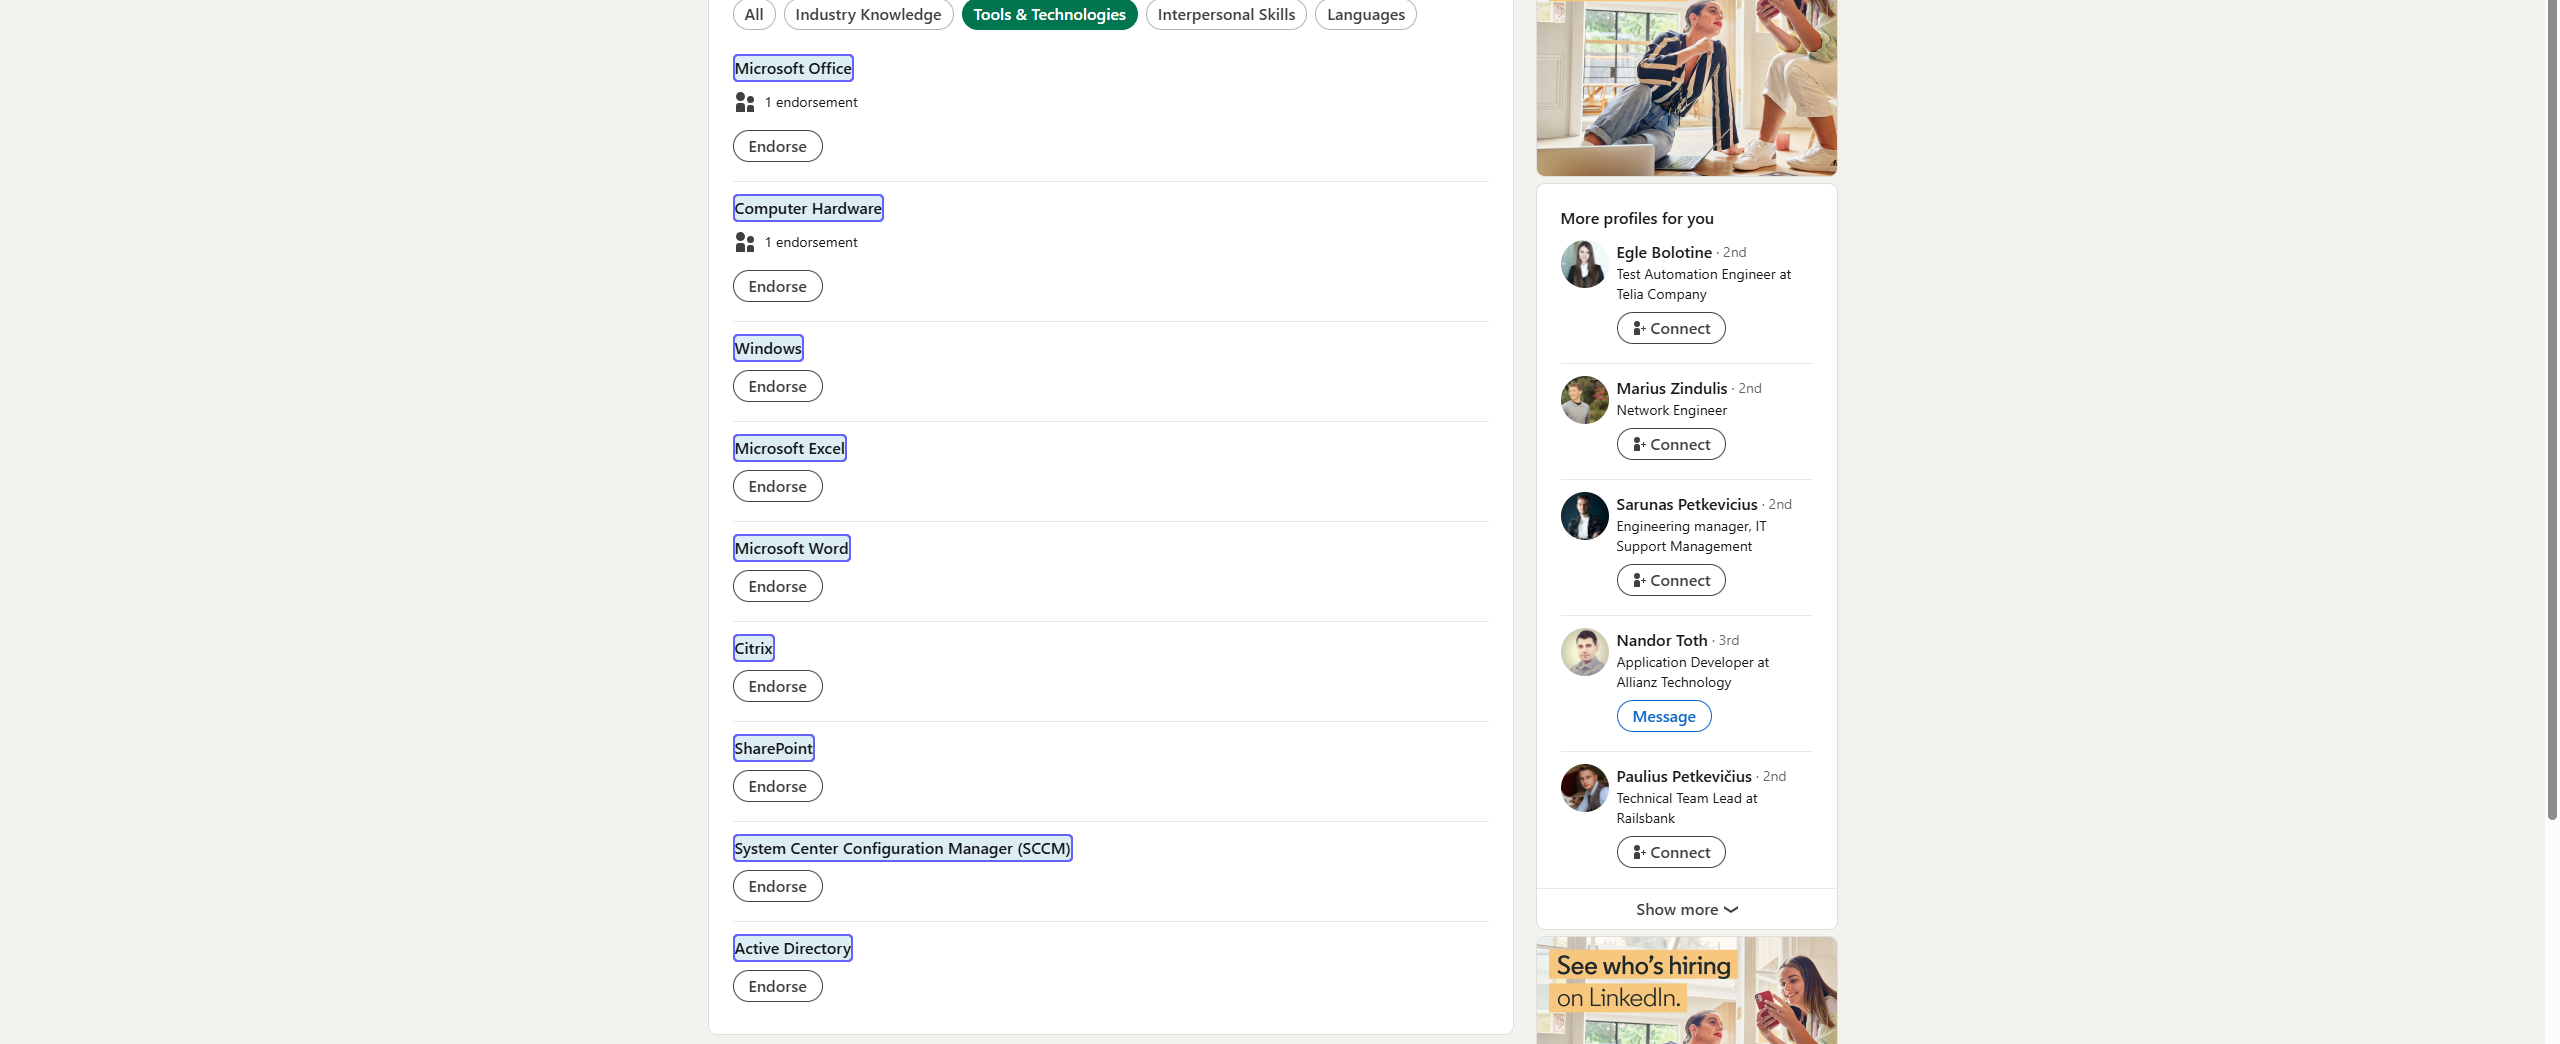 All
Industry Knowledge
Tools & Technologies
Interpersonal Skills
Languages
Microsoft Office
1 endorsement
Endorse
Computer Hardware
1 endorsement
Endorse
Windows
Endorse
Microsoft Excel
Endorse
Microsoft Word
Endorse
Citrix
Endorse
SharePoint
Endorse
System Center Configuration Manager (SCCM)
Endorse
Active Directory
Endorse
More profiles for you
Egle Bolotine · 2nd
Test Automation Engineer at
Telia Company
Connect
Marius Zindulis · 2nd
Network Engineer
Connect
Sarunas Petkevicius · 2nd
Engineering manager, IT
Support Management
Connect
Nandor Toth · 3rd
Application Developer at
Allianz Technology
Message
Paulius Petkevičius · 2nd
Technical Team Lead at
Railsbank
Connect
Show more
See who's hiring
on LinkedIn.